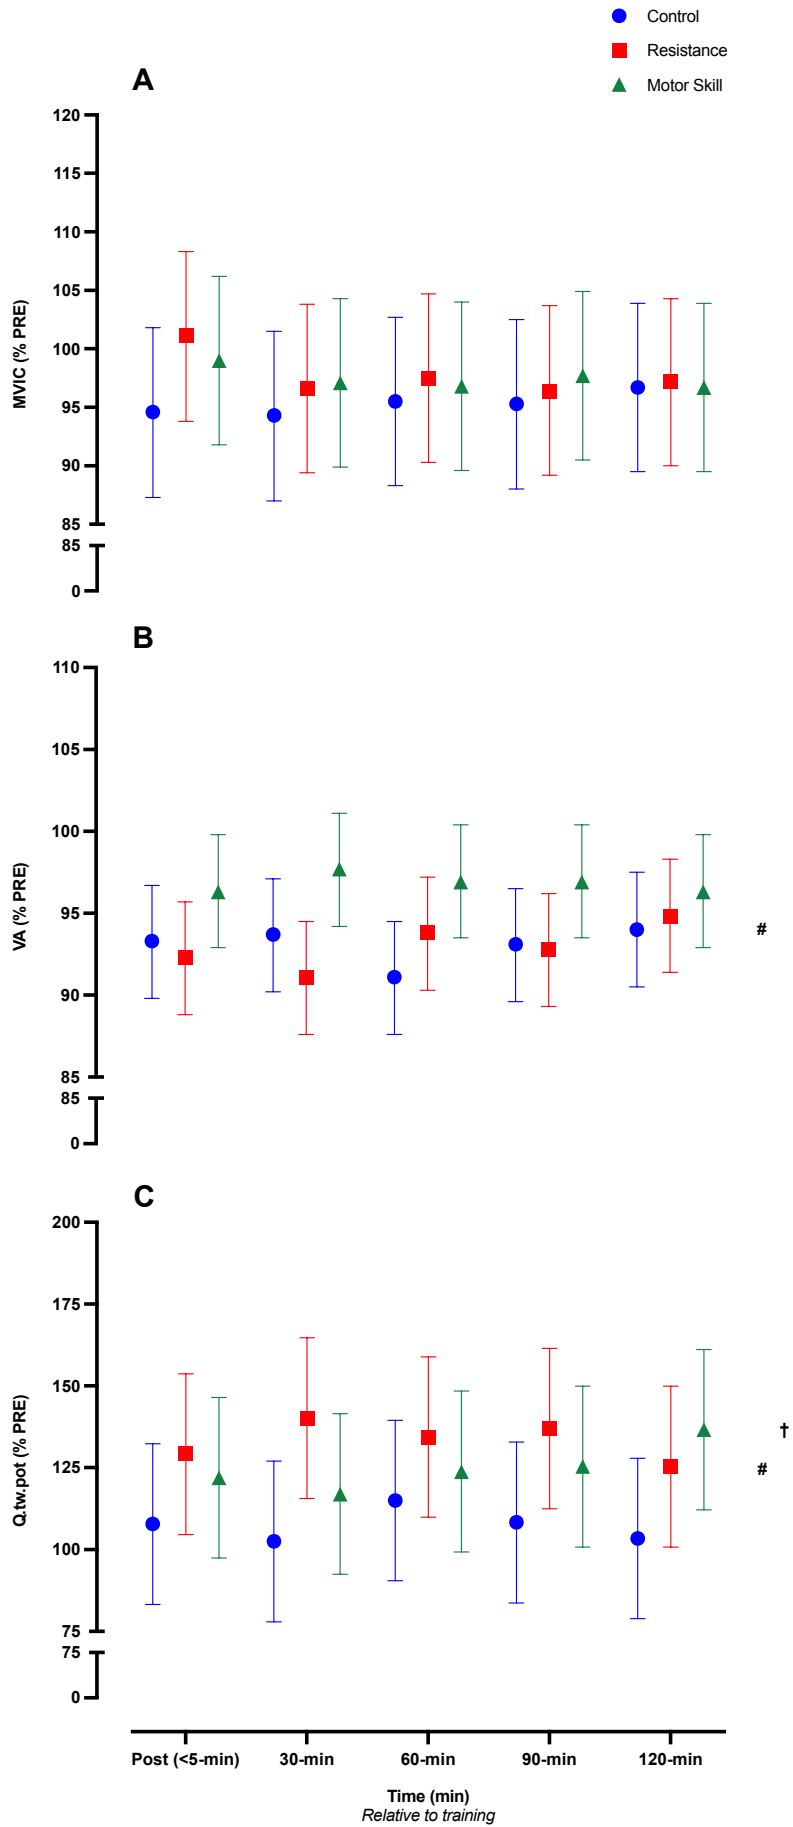 Control
Resistance
Motor Skill
A
120
115
110
105
100
95
90
85
85
0
MVIC (% PRE)
B
110
105
100
95
90
85
85
0
VA (% PRE)
#
C
200
175
150
125
100
75
75
0
Q.tw.pot (% PRE)
†
#
Post (<5-min) 30-min 60-min 90-min 120-min
Time (min)
Relative to training